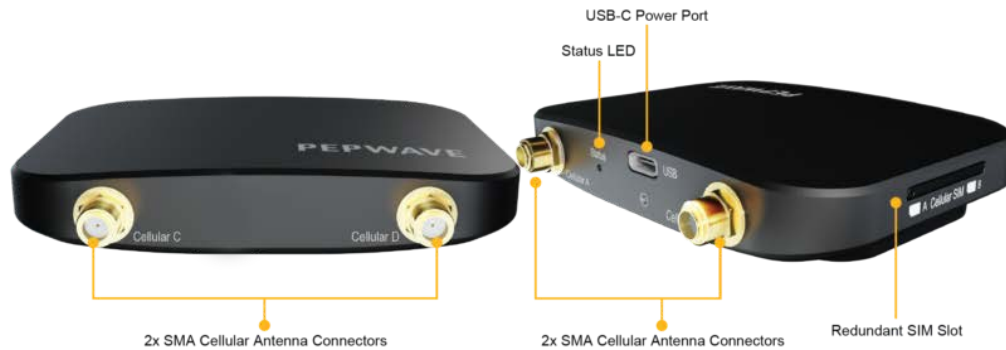 USB-C Power Port
Status LED
PEPWAVE
PEPWAVE
Status
USB
Cellular A
Cellular C
Cellular D
A Cellular SIM B
2x SMA Cellular Antenna Connectors
2x SMA Cellular Antenna Connectors
Redundant SIM Slot